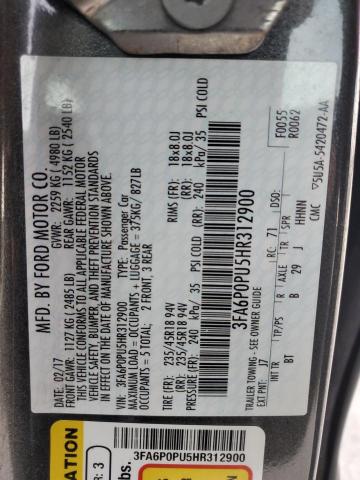 MFD. BY FORD MOTOR CO.
02/17 GVWR: 2259 KG (4980 LB)
FRONT GAWR: 1127 KG (2485LB) REAR GAWR: 1152 KG (2540 LB)
THIS VEHICLE CONFORMS TO ALL APPLICABLE FEDERAL MOTOR
VEHICLE SAFETY, BUMPER, AND THEFT PREVENTION STANDARDS
IN EFFECT ON THE DATE OF MANUFACTURE SHOWN ABOVE.
VIN: 3FA6P0PU5HR312900 TYPE: Passenger Car
MAXIMUM LOAD= OCCUPANTS + LUGGAGE = 375KG/ 827LB
OCCUPANTS = 5 TOTAL: 2 FRONT, 3 REAR
TIRE (FR): 235/45R18 94V RIMS (FR): 18x8.0J
(RR): 235/45R18 94V (RR): 18x8.0J
PRESSURE (FR): 240 kPa/ 35 PSI COLD
(RR): 240 kPa/ 35 PSI COLD
3FA6P0PU5HR312900
TRAILER TOWING - SEE OWNER GUIDE
F0055
R0062
EXT PNT: J7 RC: 71 DSO:
INT TR TP/PS R AXLE TR SPR
BT B 29 J HHNN
CMC ▽5U5A-5420472-AA
3FA6P0PU5HR312900
R: 3
lbs.